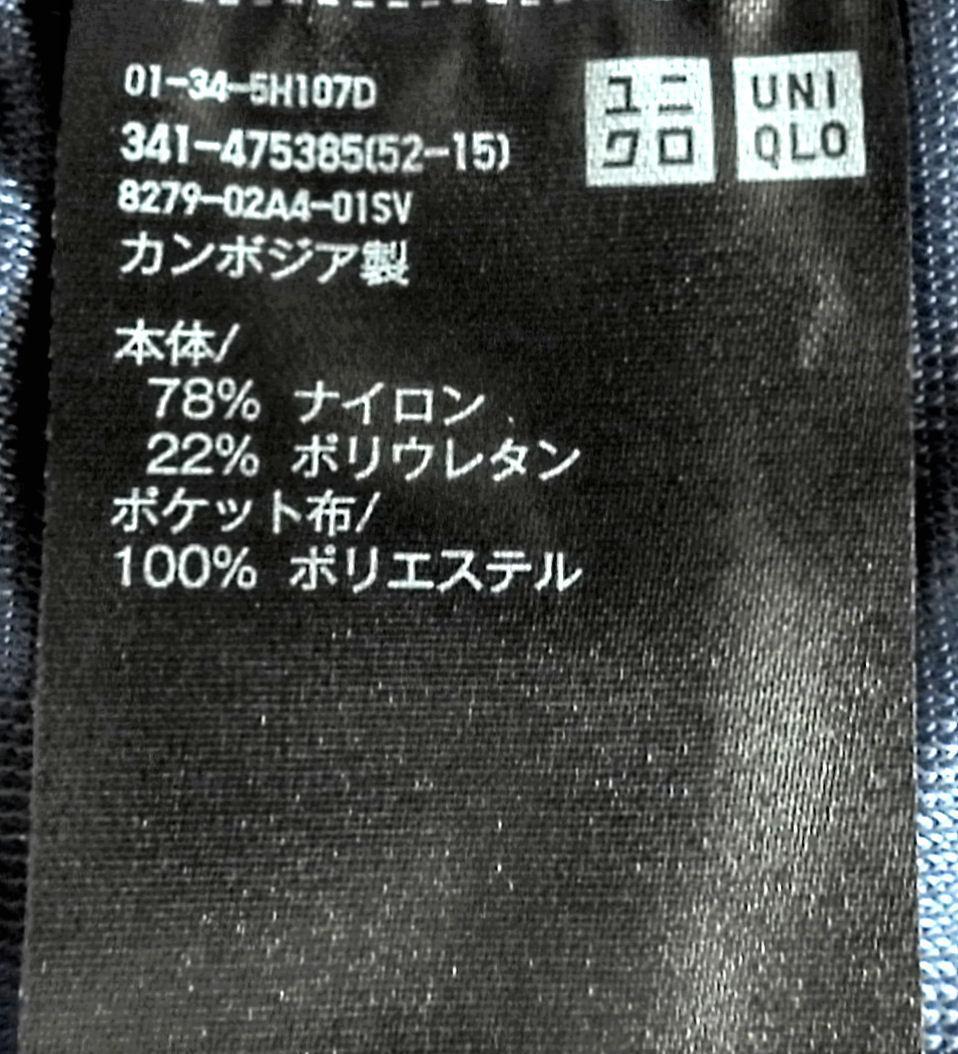 01-34-5H107D
341-475385(52-15)
8279-02A4-01SV
カンボジア製
ユニ
クロ
UNI
QLO
本体/
78% ナイロン
22% ポリウレタン
ポケット布/
100% ポリエステル